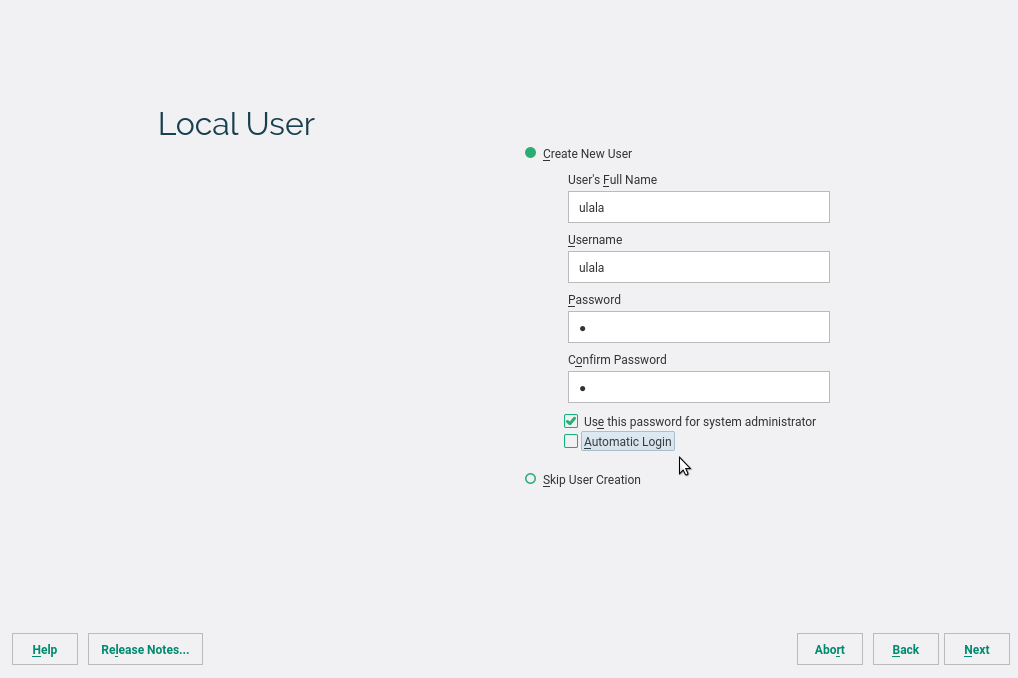 Local User
Create New User
User's Full Name
ulala
Username
ulala
Password
●
Confirm Password
●
Use this password for system administrator
Automatic Login
Skip User Creation
Help
Release Notes...
Abort
Back
Next